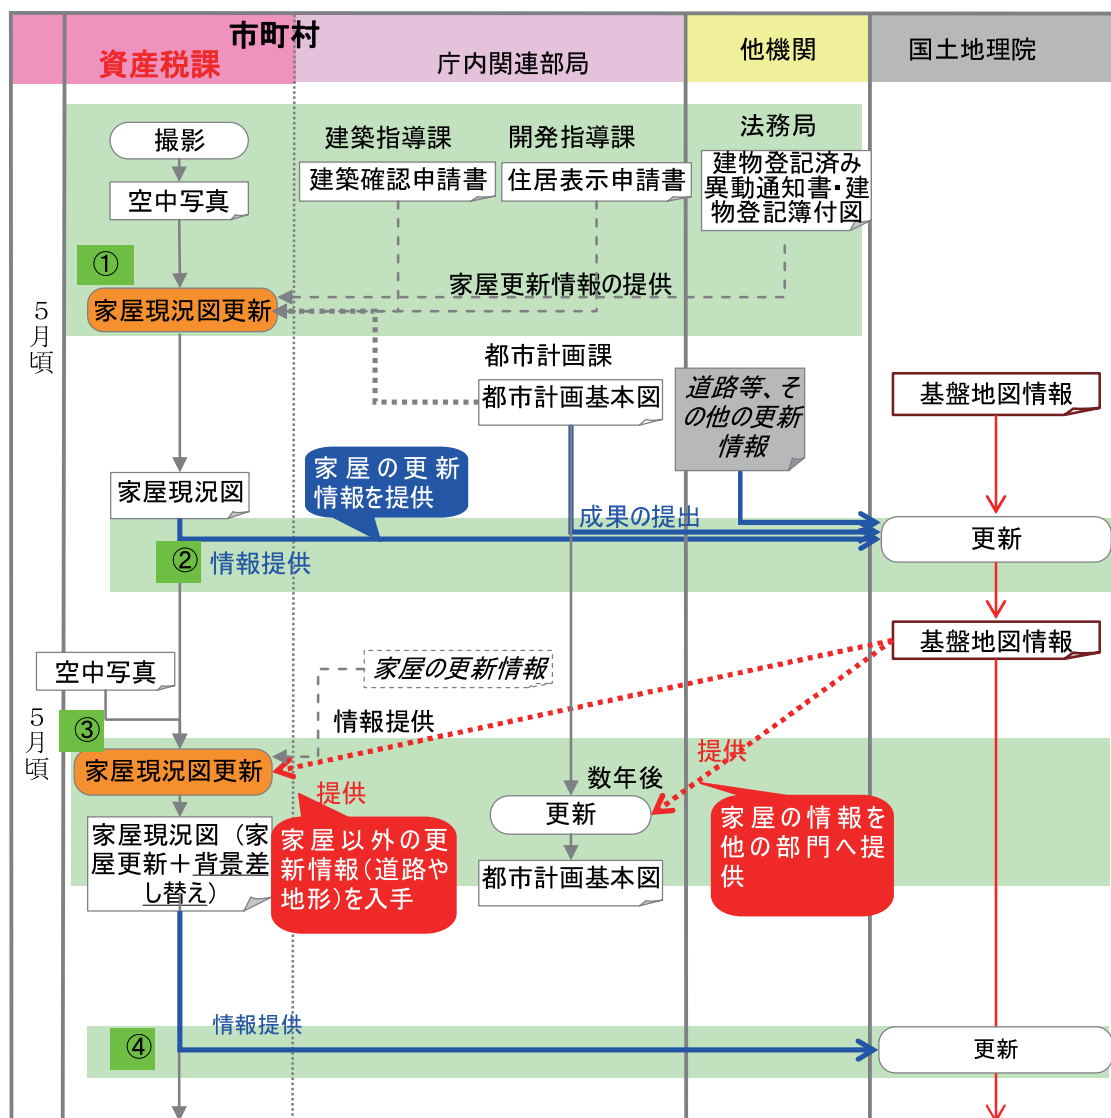 市町村
資産税課
庁内関連部局
他機関
国土地理院
撮影
空中写真
建築指導課
建築確認申請書
開発指導課
住居表示申請書
法務局
建物登記済み
異動通知書・建
物登記簿付図
①
家屋更新情報の提供
家屋現況図更新
5月頃
都市計画課
都市計画基本図
道路等、そ
の他の更新
情報
基盤地図情報
家屋の更新
情報を提供
家屋現況図
成果の提出
更新
②
情報提供
基盤地図情報
空中写真
家屋の更新情報
5月頃
③
情報提供
家屋現況図更新
提供
提供
数年後
更新
家屋現況図（家
屋更新＋背景差
し替え）
家屋以外の更
新情報（道路や
地形）を入手
都市計画基本図
家屋の情報を
他の部門へ提
供
情報提供
④
更新